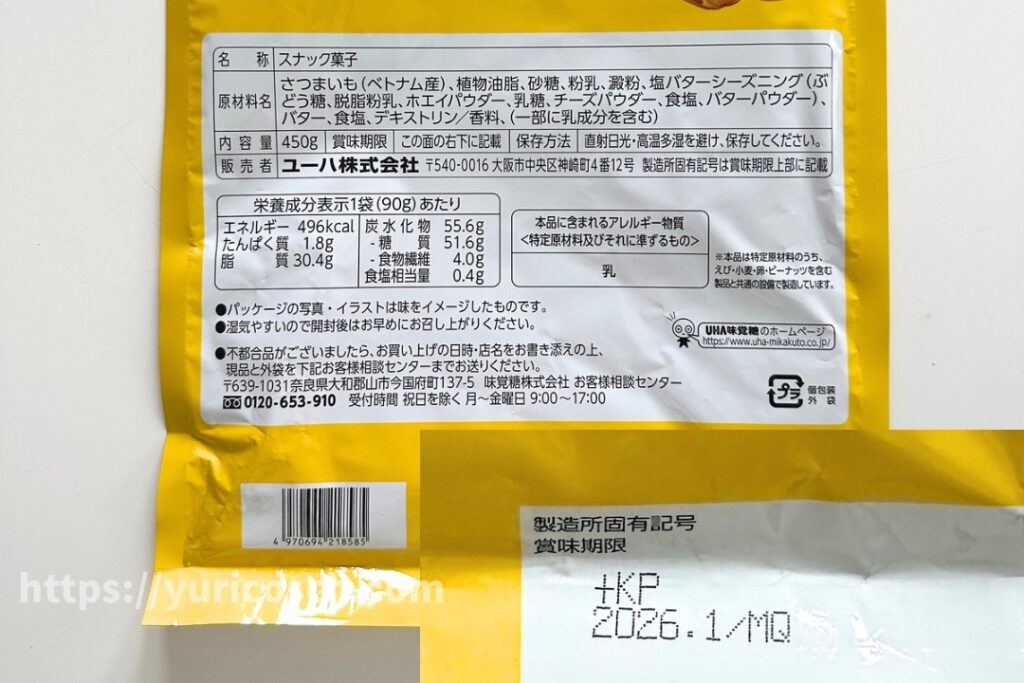 名　称 スナック菓子
原材料名 さつまいも(ベトナム産)、植物油脂、砂糖、粉乳、澱粉、塩バターシーズニング(ぶ
どう糖、脱脂粉乳、ホエイパウダー、乳糖、チーズパウダー、食塩、バターパウダー)、
バター、食塩、デキストリン/香料、(一部に乳成分を含む)
内容量 450g 賞味期限 この面の右下に記載 保存方法 直射日光・高温多湿を避け、保存してください。
販売者 ユーハ株式会社 〒540-0016 大阪市中央区神崎町4番12号 製造所固有記号は賞味期限上部に記載
栄養成分表示1袋(90g)あたり
エネルギー 496kcal
たんぱく質 1.8g
脂質 30.4g
炭水化物 55.6g
-糖質 51.6g
-食物繊維 4.0g
食塩相当量 0.4g
本品に含まれるアレルギー物質
<特定原材料及びそれに準ずるもの>
乳
※本品は特定原材料のうち、
えび・小麦・卵・ピーナッツを含む
製品と共通の設備で製造しています。
●パッケージの写真・イラストは味をイメージしたものです。
●湿気やすいので開封後はお早めにお召し上がりください。
UHA味覚糖のホームページ
https://www.uha-mikakuto.co.jp/
●不都合品がございましたら、お買い上げの日時・店名をお書き添えの上、
現品と外袋を下記お客様相談センターまでお送りください。
〒639-1031 奈良県大和郡山市今国府町137-5 味覚糖株式会社 お客様相談センター
0120-653-910 受付時間 祝日を除く 月～金曜日 9:00～17:00
プラ
個包装
外袋
4 970694 218585
製造所固有記号
賞味期限
+KP
2026.1/MQ